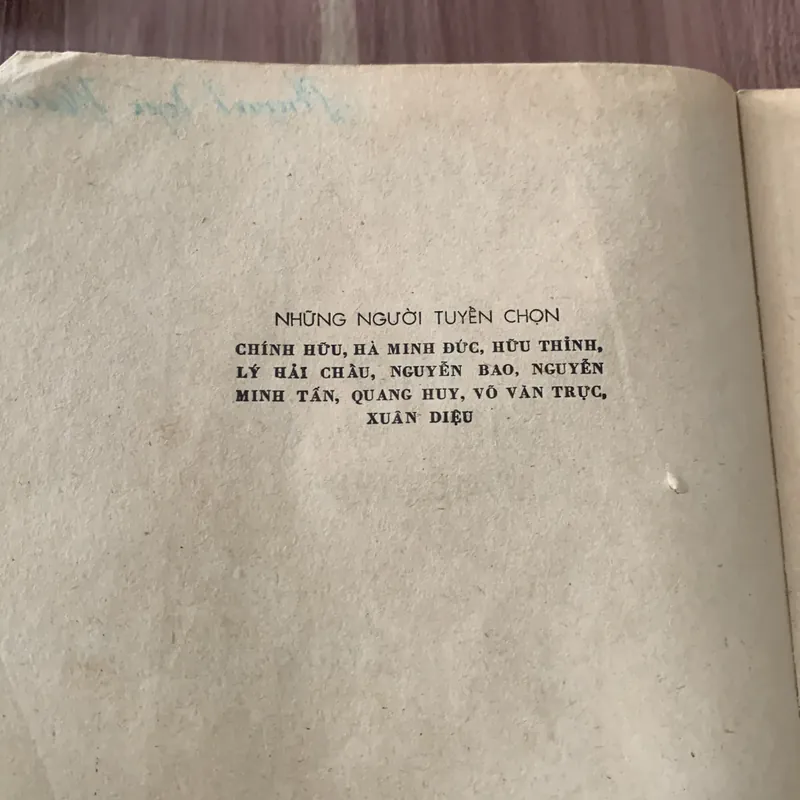 NHỮNG NGƯỜI TUYỂN CHỌN
CHÍNH HỮU, HÀ MINH ĐỨC, HỮU THỈNH,
LÝ HẢI CHÂU, NGUYỄN BAO, NGUYỄN
MINH TẤN, QUANG HUY, VÕ VĂN TRỰC,
XUÂN DIỆU